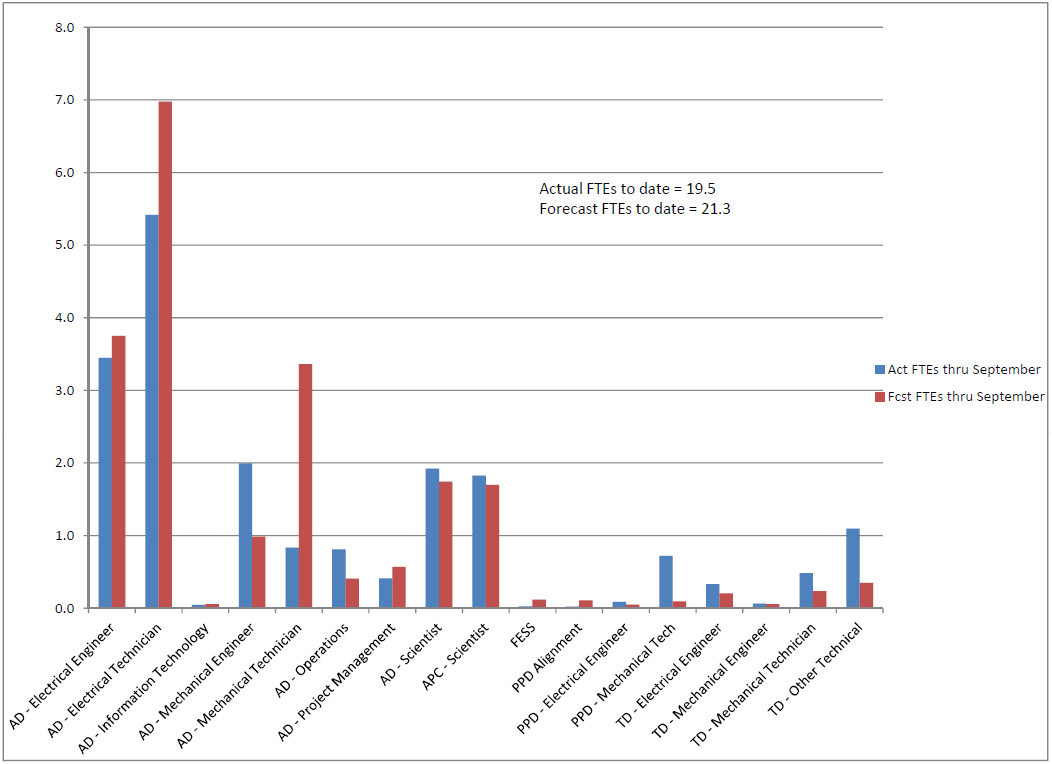 8.0
7.0
6.0
5.0
4.0
3.0
2.0
1.0
0.0
Actual FTEs to date = 19.5
Forecast FTEs to date = 21.3
Act FTEs thru September
Fcst FTEs thru September
AD - Electrical Engineer
AD - Electrical Technician
AD - Information Technology
AD - Mechanical Engineer
AD - Mechanical Technician
AD - Operations
AD - Project Management
AD - Scientist
APC - Scientist
FESS
PPD Alignment
PPD - Electrical Engineer
PPD - Mechanical Tech
TD - Electrical Engineer
TD - Mechanical Engineer
TD - Mechanical Technician
TD - Other Technical